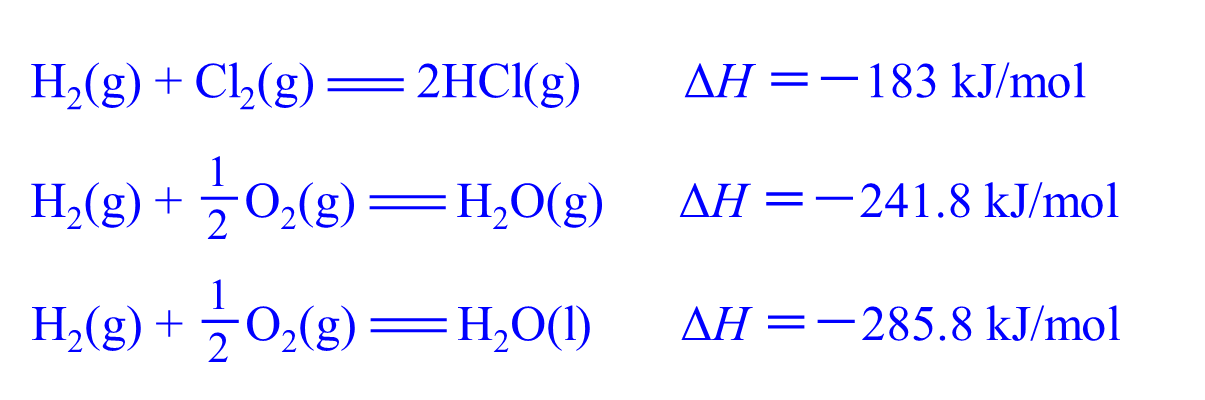 H₂(g) + Cl₂(g) ══ 2HCl(g) ΔH = −183 kJ/mol
H₂(g) + 1/2 O₂(g) ══ H₂O(g) ΔH = −241.8 kJ/mol
H₂(g) + 1/2 O₂(g) ══ H₂O(l) ΔH = −285.8 kJ/mol